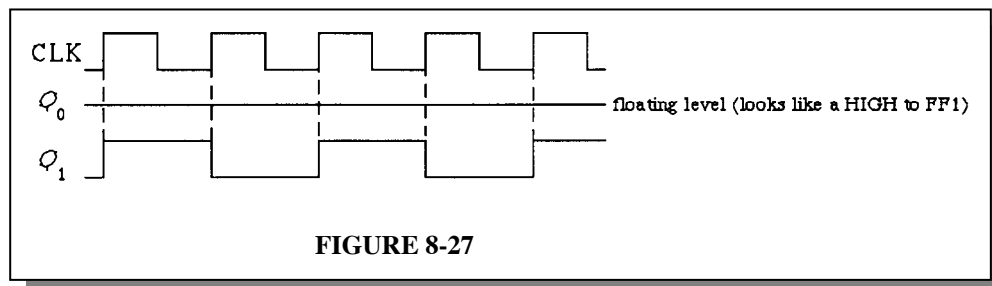 CLK
Q0 floating level (looks like a HIGH to FF1)
Q1
FIGURE 8-27